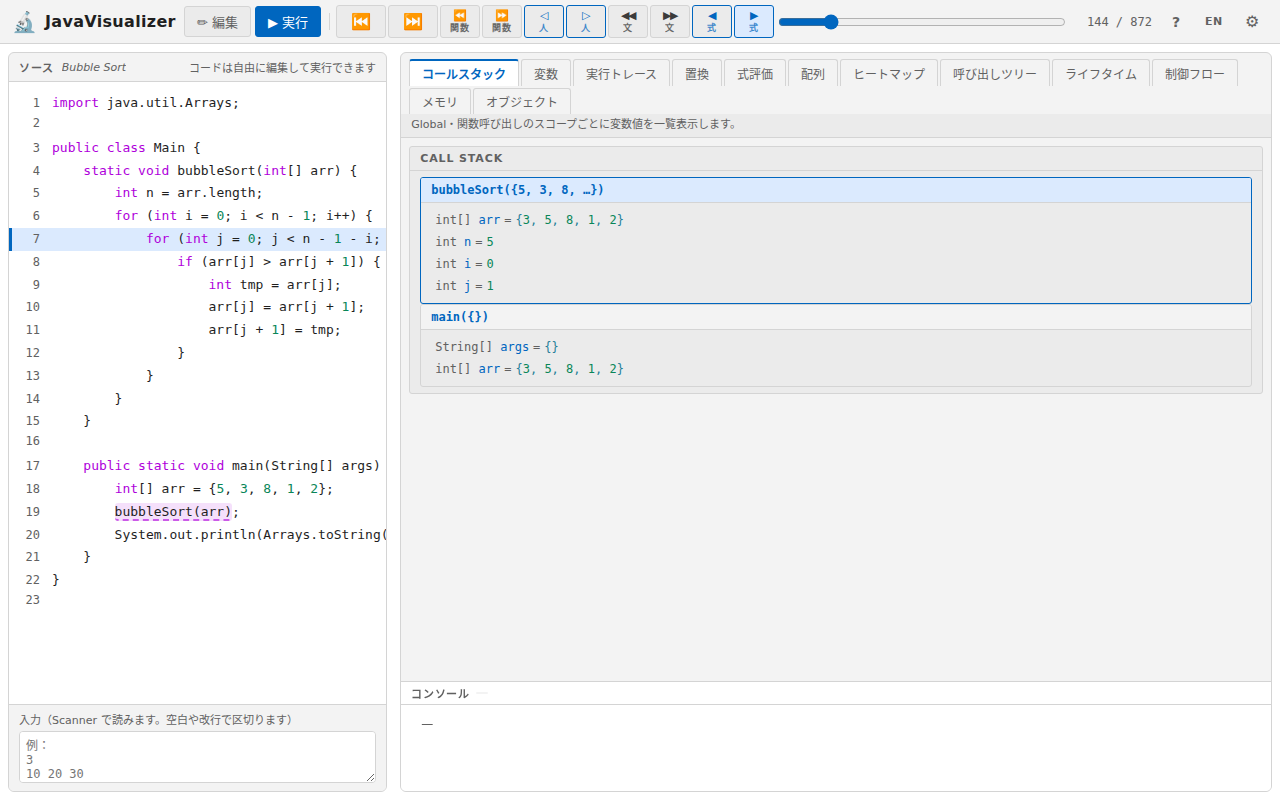 JavaVisualizer
編集
実行
関数
関数
人
人
文
文
式
式
144 / 872
?
EN
ソース Bubble Sort コードは自由に編集して実行できます
1 import java.util.Arrays;
2
3 public class Main {
4 static void bubbleSort(int[] arr) {
5 int n = arr.length;
6 for (int i = 0; i < n - 1; i++) {
7 for (int j = 0; j < n - 1 - i;
8 if (arr[j] > arr[j + 1]) {
9 int tmp = arr[j];
10 arr[j] = arr[j + 1];
11 arr[j + 1] = tmp;
12 }
13 }
14 }
15 }
16
17 public static void main(String[] args)
18 int[] arr = {5, 3, 8, 1, 2};
19 bubbleSort(arr);
20 System.out.println(Arrays.toString(
21 }
22 }
23
入力（Scanner で読みます。空白や改行で区切ります）
例：
3
10 20 30
コールスタック 変数 実行トレース 置換 式評価 配列 ヒートマップ 呼び出しツリー ライフタイム 制御フロー
メモリ オブジェクト
Global・関数呼び出しのスコープごとに変数値を一覧表示します。
CALL STACK
bubbleSort({5, 3, 8, …})
int[] arr = {3, 5, 8, 1, 2}
int n = 5
int i = 0
int j = 1
main({})
String[] args = {}
int[] arr = {3, 5, 8, 1, 2}
コンソール
—